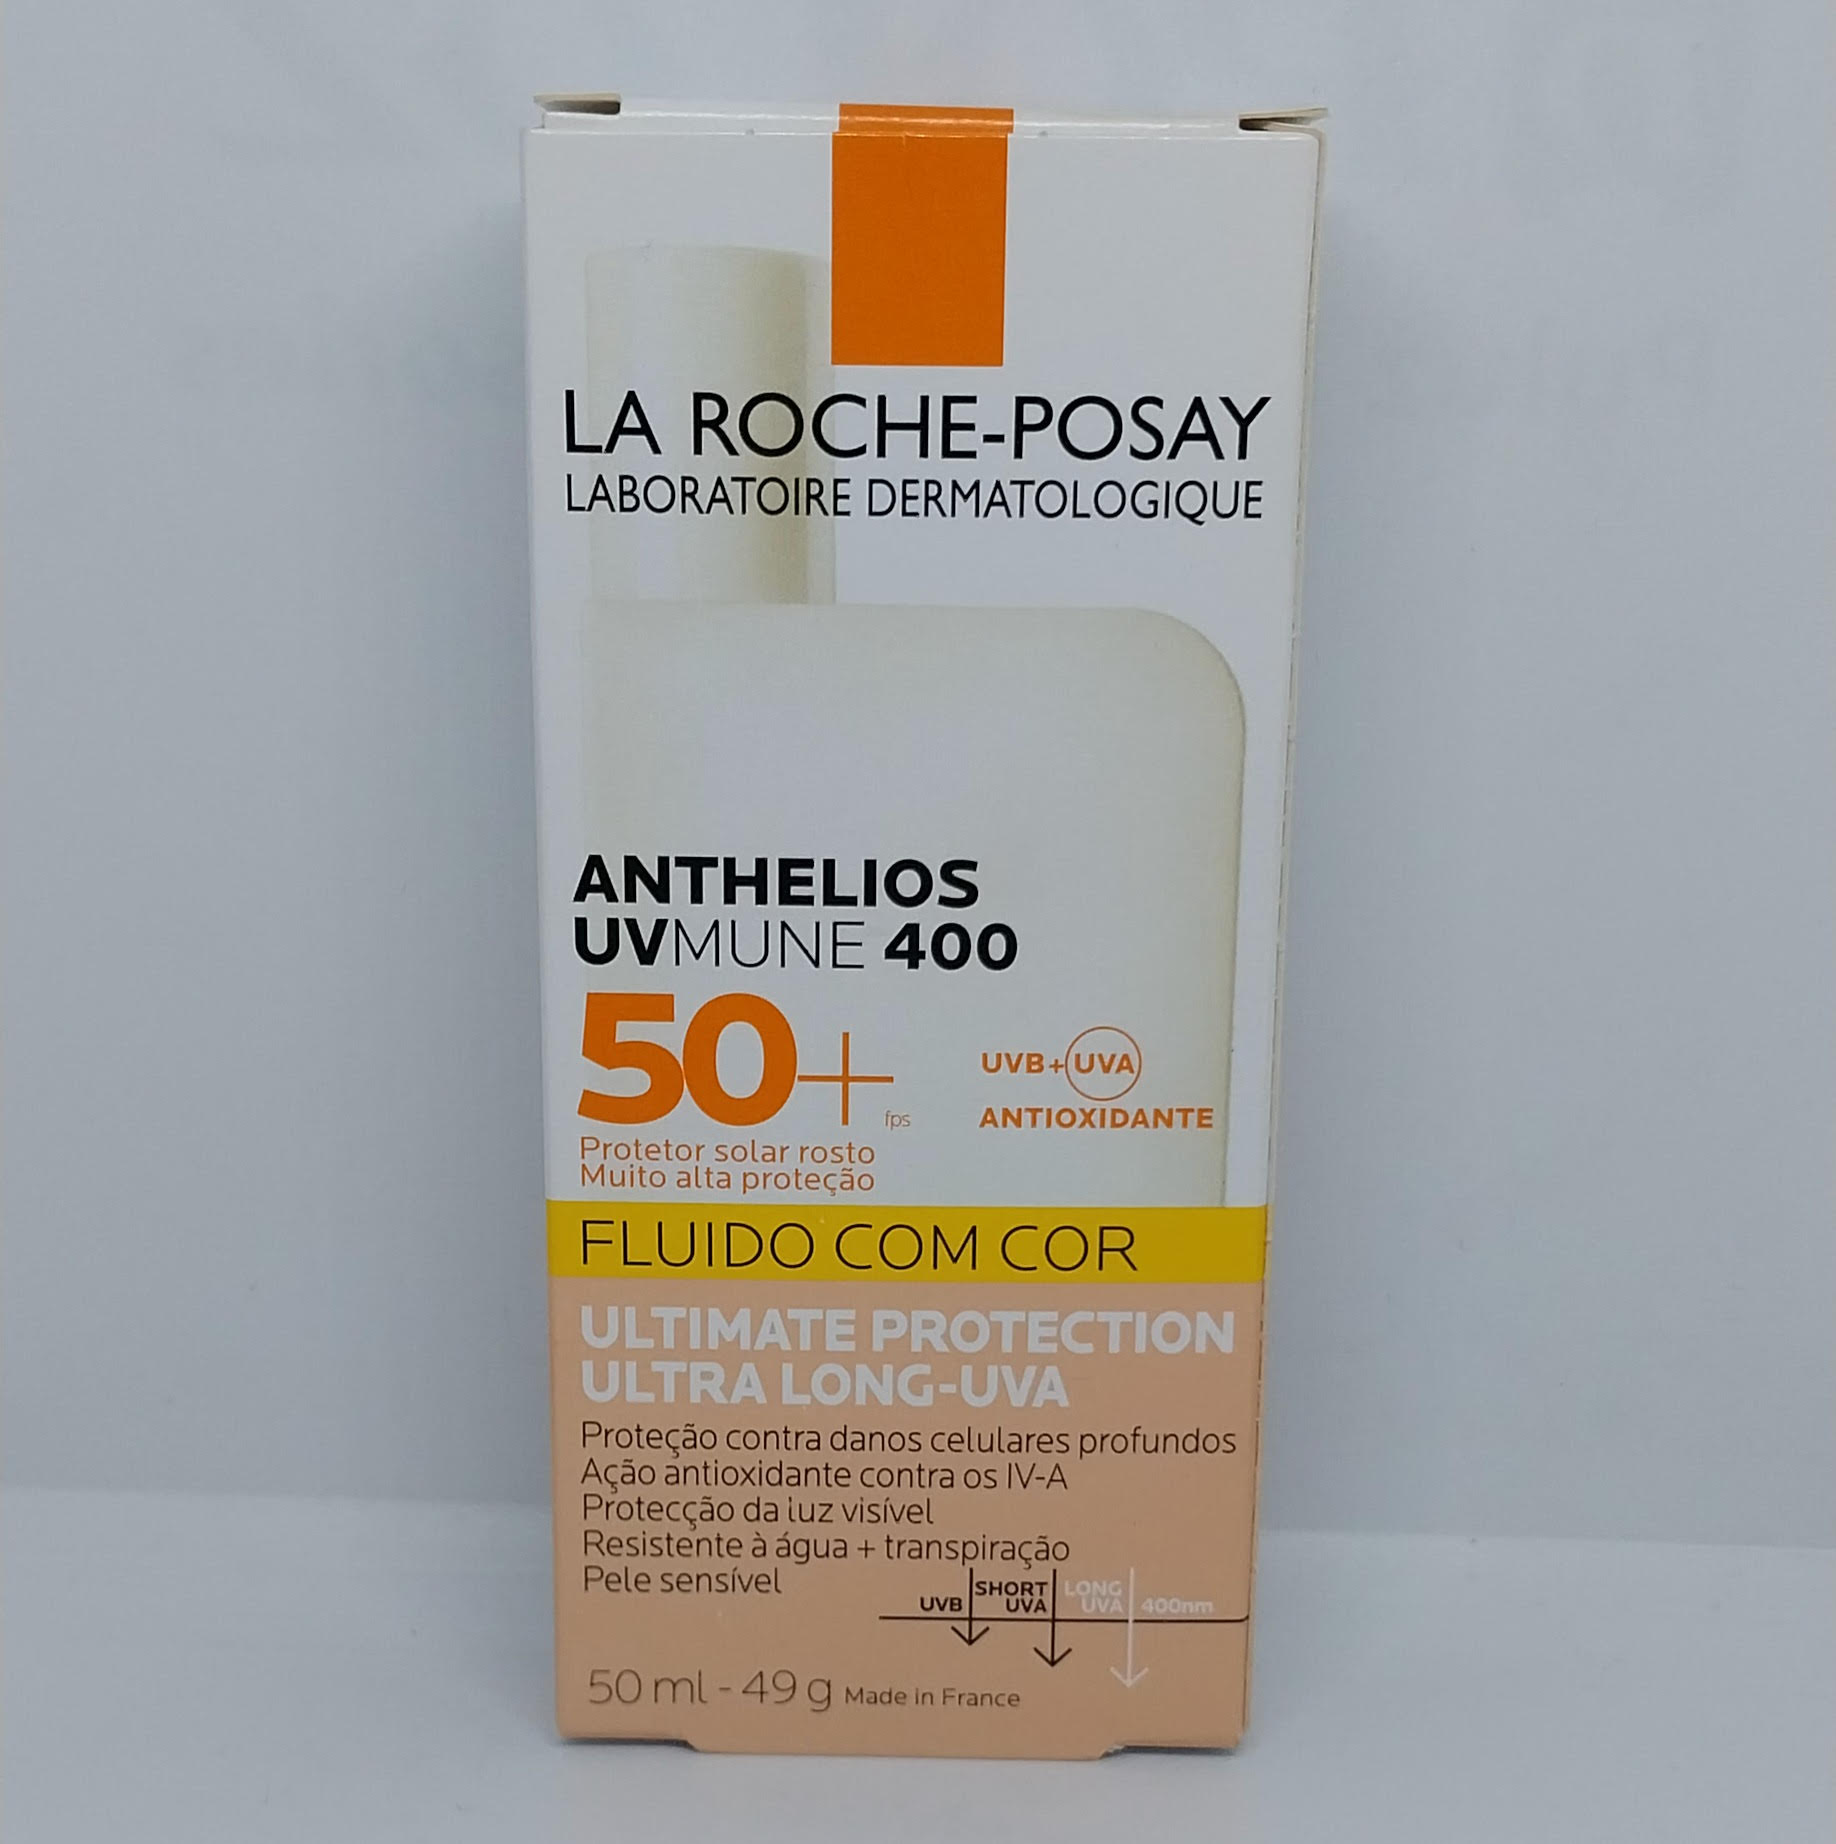 LA ROCHE-POSAY
LABORATOIRE DERMATOLOGIQUE
ANTHELIOS
UVMUNE 400
50+ fps
UVB+UVA
ANTIOXIDANTE
Protetor solar rosto
Muito alta proteção
FLUIDO COM COR
ULTIMATE PROTECTION
ULTRA LONG-UVA
Proteção contra danos celulares profundos
Ação antioxidante contra os IV-A
Protecção da luz visível
Resistente à água + transpiração
Pele sensível
UVB SHORT UVA LONG UVA 400nm
50 ml - 49 g Made in France